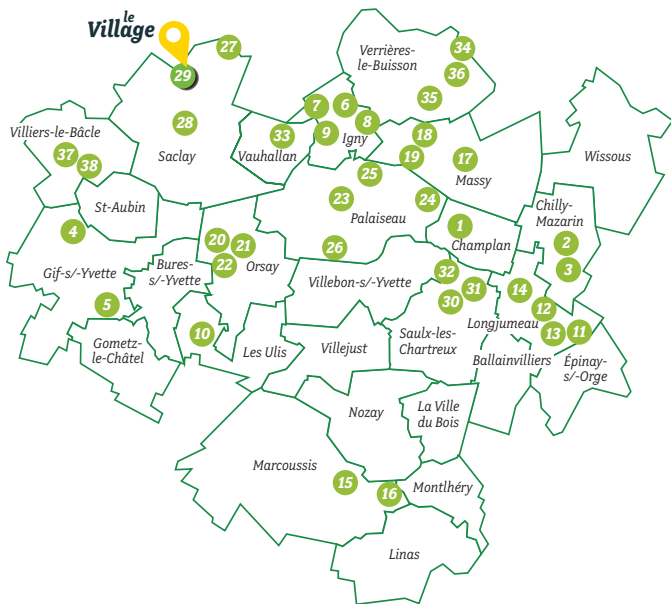 le
Village
27
29
28
Saclay
Verrières-
le-Buisson
34
36
35
Villiers-le-Bâcle
37
38
33
Vauhallan
7
6
8
9
Igny
18
19
17
Massy
Wissous
St-Aubin
25
23
24
Palaiseau
26
Chilly-
Mazarin
2
3
1
Champlan
4
Gif-s/-Yvette
5
Bures-
s/-Yvette
20
21
22
Orsay
Villebon-s/-Yvette
32
31
30
Saulx-les-
Chartreux
14
12
Longjumeau
13
11
Gometz-
le-Châtel
10
Les Ulis
Villejust
Ballainvilliers
Épinay-
s/-Orge
Nozay
La Ville
du Bois
Marcoussis
15
16
Montlhéry
Linas